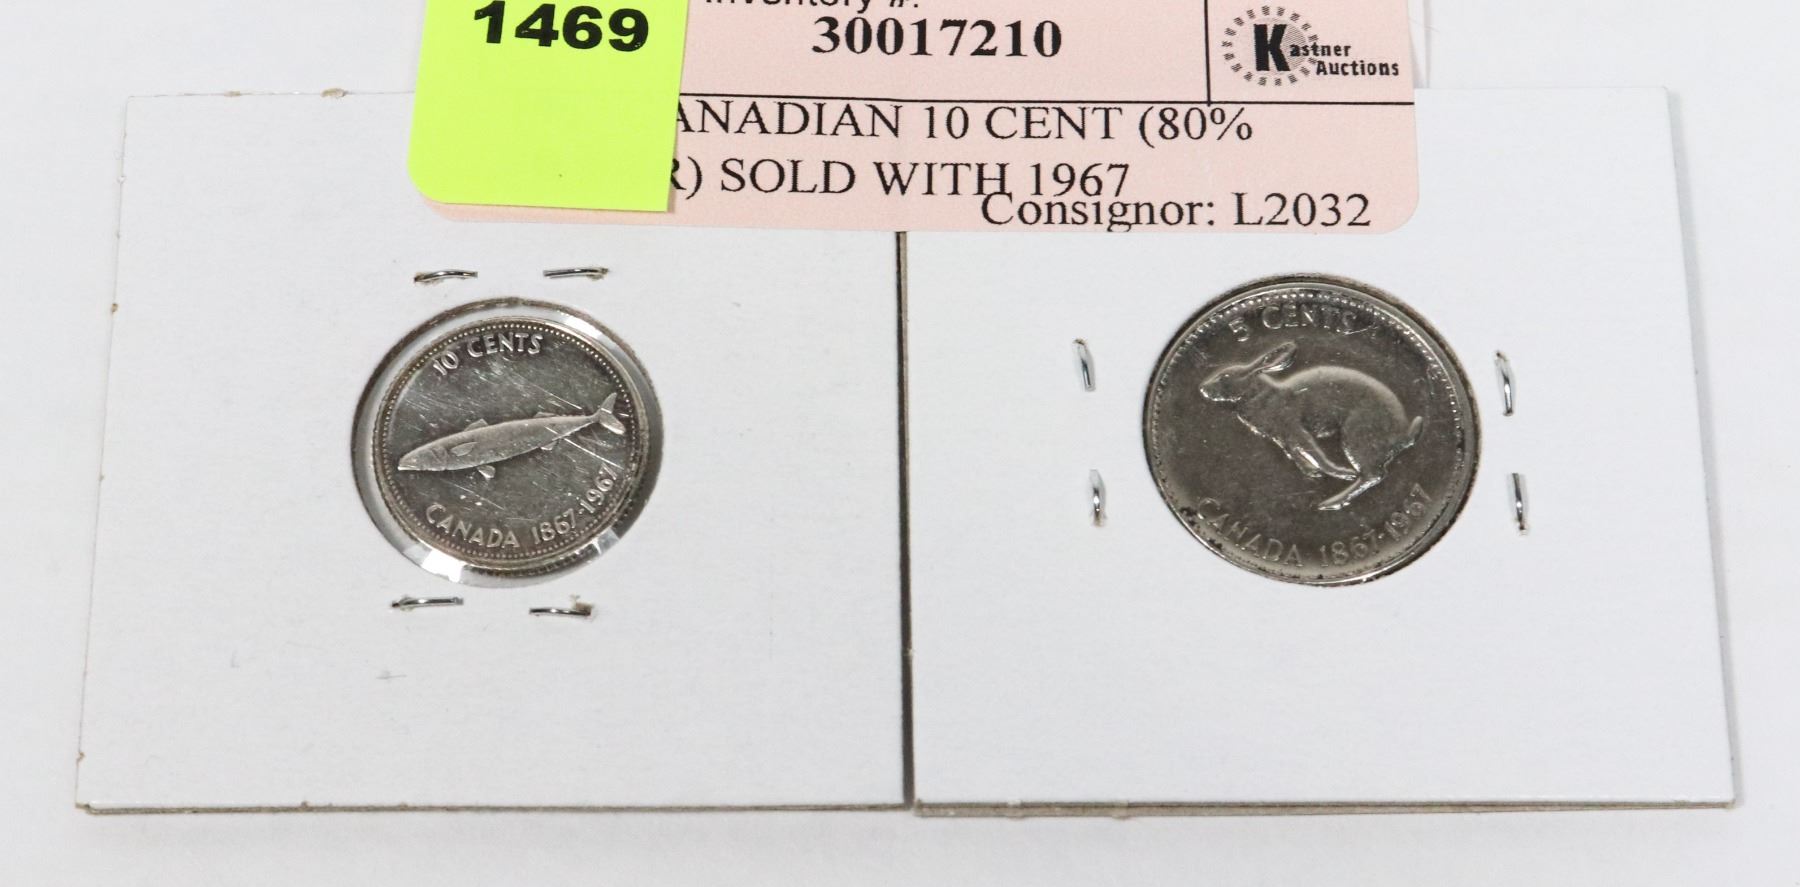 1469
Inventory #:
30017210
Kastner
Auctions
ANADIAN 10 CENT (80%
R) SOLD WITH 1967
Consignor: L2032
10 CENTS
CANADA 1867-1967
5 CENTS
CANADA 1867-1967